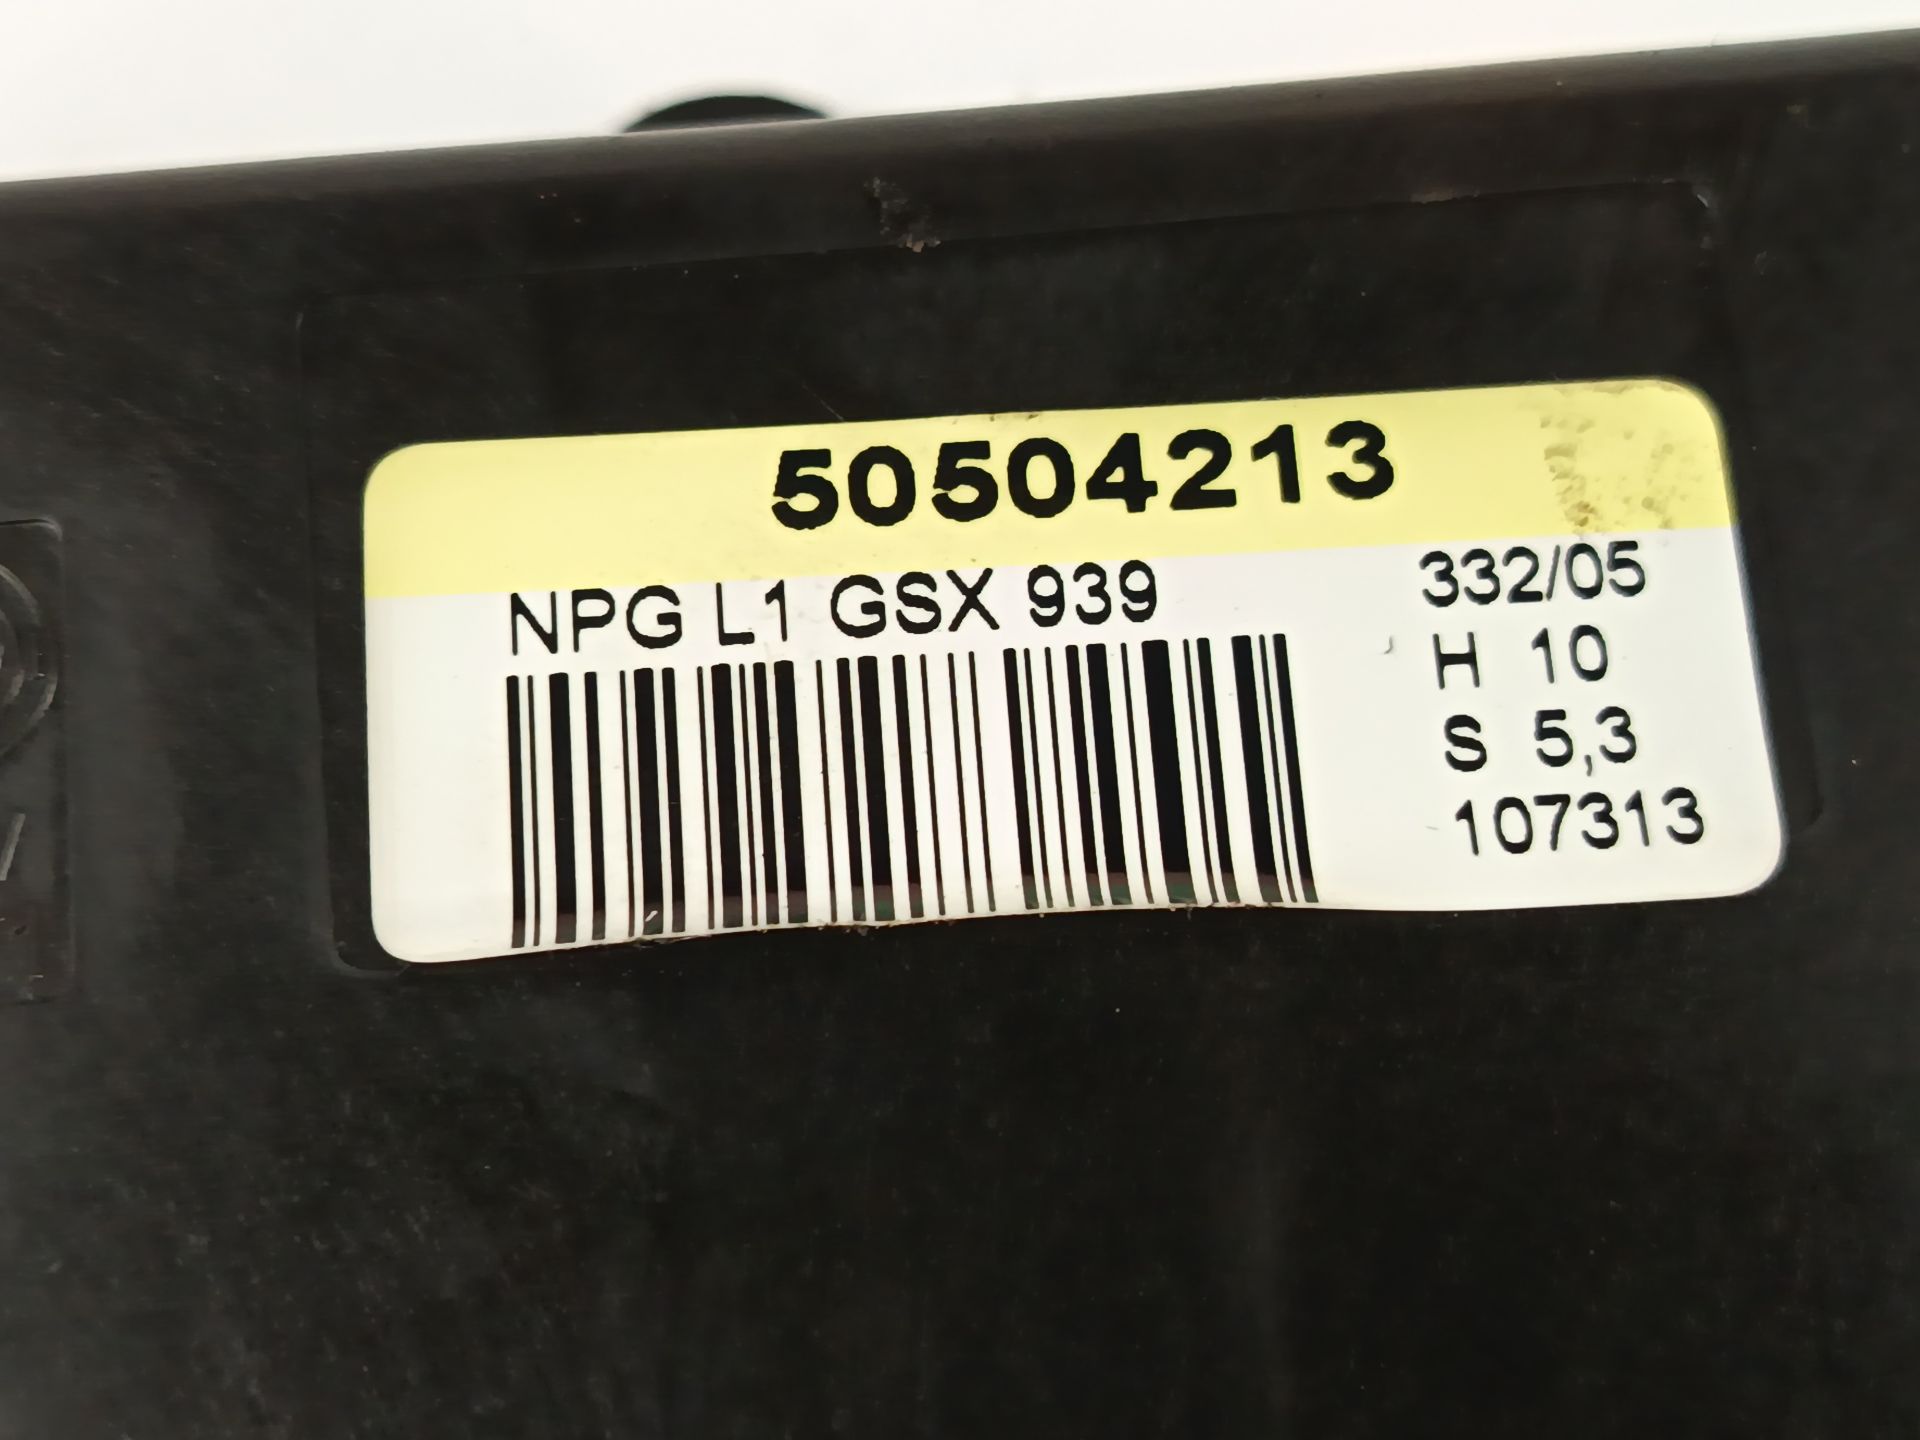 50504213
NPG L1 GSX 939
332/05
H 10
S 5,3
107313